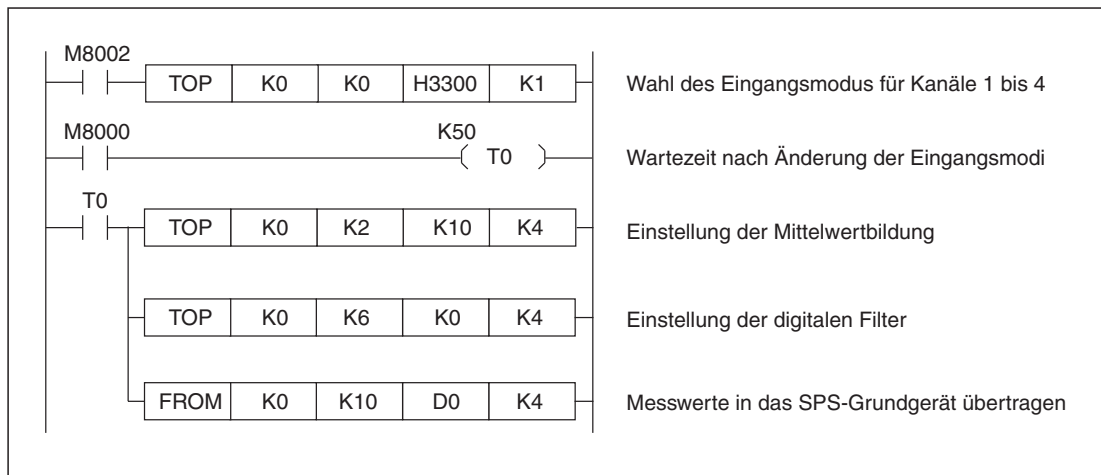 M8002
TOP K0 K0 H3300 K1 Wahl des Eingangsmodus für Kanäle 1 bis 4
M8000 K50
T0 Wartezeit nach Änderung der Eingangsmodi
T0
TOP K0 K2 K10 K4 Einstellung der Mittelwertbildung
TOP K0 K6 K0 K4 Einstellung der digitalen Filter
FROM K0 K10 D0 K4 Messwerte in das SPS-Grundgerät übertragen